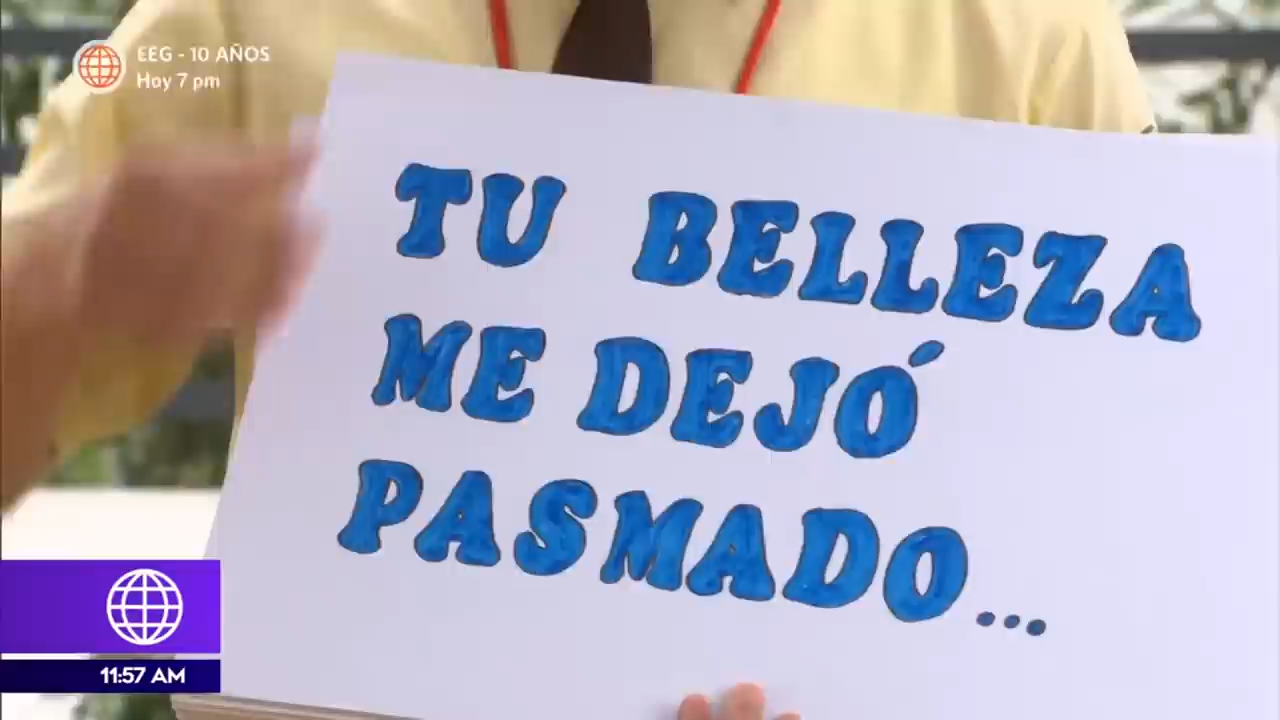 EEG - 10 AÑOS
Hoy 7 pm
TU BELLEZA
ME DEJÓ
PASMADO...
11:57 AM